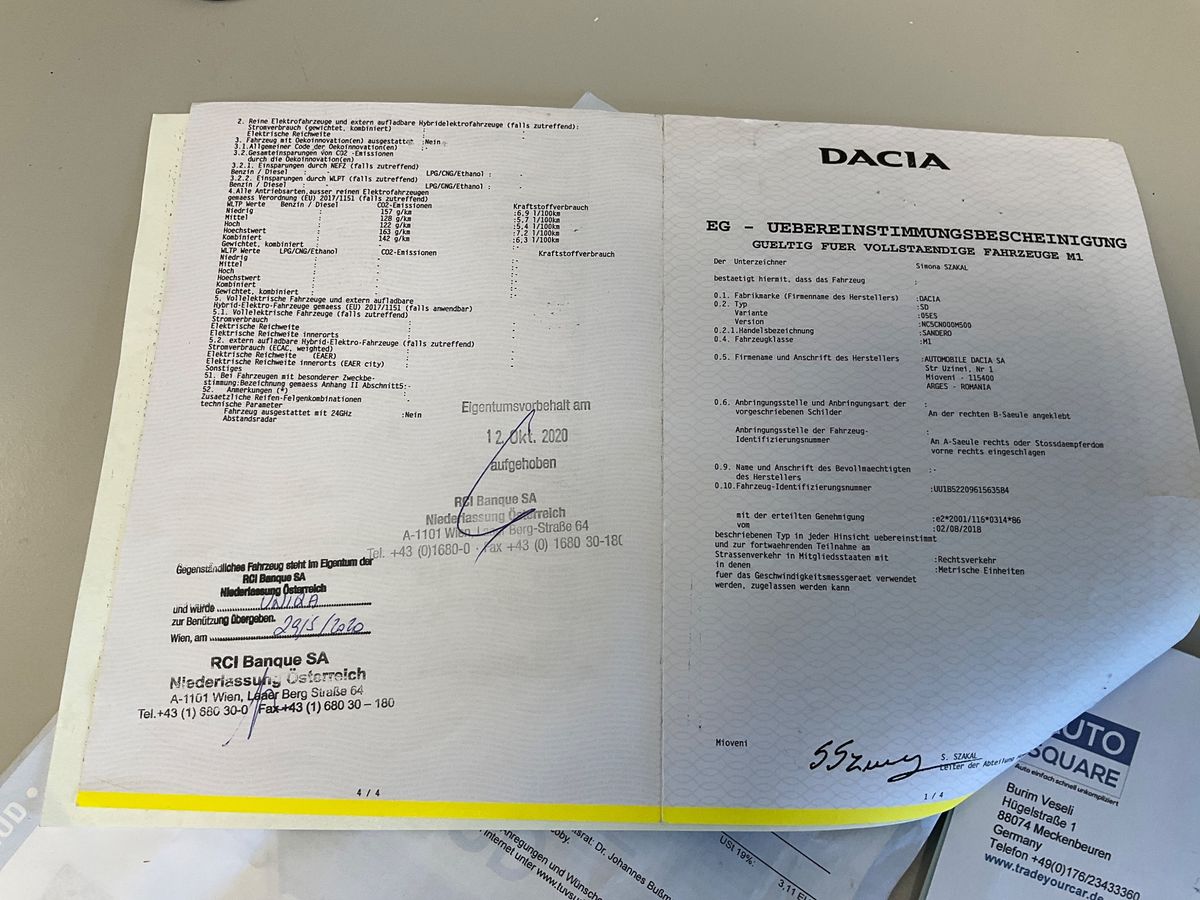 2. Reine Elektrofahrzeuge und extern aufladbare Hybridelektrofahrzeuge (falls zutreffend):
Stromverbrauch (gewichtet, kombiniert) :
Elektrische Reichweite : -
3. Fahrzeug mit Oekoinnovation(en) ausgestattet :Nein
3.1.Allgemeiner Code der Oekoinnovation(en) :-
3.2.Gesamteinsparungen von CO2 -Emissionen
durch die Oekoinnovation(en)
3.2.1. Einsparungen durch NEFZ (falls zutreffend)
Benzin / Diesel : - LPG/CNG/Ethanol : -
3.2.2. Einsparungen durch WLPT (falls zutreffend)
Benzin / Diesel : - LPG/CNG/Ethanol : -
4.Alle Antriebsarten,ausser reinen Elektrofahrzeugen
gemaess Verordnung (EU) 2017/1151 (falls zutreffend)
WLTP Werte Benzin / Diesel CO2-Emissionen Kraftstoffverbrauch
Niedrig : 157 g/km :6,9 l/100km
Mittel : 128 g/km :5,7 l/100km
Hoch : 122 g/km :5,4 l/100km
Hoechstwert : 163 g/km :7,2 l/100km
Kombiniert : 142 g/km :6,3 l/100km
Gewichtet, kombiniert :
WLTP Werte LPG/CNG/Ethanol CO2-Emissionen Kraftstoffverbrauch
Niedrig :
Mittel :
Hoch :
Hoechstwert :
Kombiniert :
Gewichtet, kombiniert :
5. Vollelektrische Fahrzeuge und extern aufladbare
Hybrid-Elektro-Fahrzeuge gemaess (EU) 2017/1151 (falls anwendbar)
5.1. Vollelektrische Fahrzeuge (falls zutreffend)
Stromverbrauch :
Elektrische Reichweite :
Elektrische Reichweite innerorts :
5.2. extern aufladbare Hybrid-Elektro-Fahrzeuge (falls zutreffend)
Stromverbrauch (ECAC, weighted) :
Elektrische Reichweite (EAER) :
Elektrische Reichweite innerorts (EAER city) :
Sonstiges
51. Bei Fahrzeugen mit besonderer Zweckbe-
stimmung:Bezeichnung gemaess Anhang II Abschnitt5:-
52. Anmerkungen (*) :
Zusaetzliche Reifen-Felgenkombinationen
technische Parameter
Fahrzeug ausgestattet mit 24GHz :Nein
Abstandsradar
Eigentumsvorbehalt am
12. Okt. 2020
aufgehoben
RCI Banque SA
Niederlassung Österreich
A-1101 Wien, Laaer Berg-Straße 64
Tel. +43 (0)1680-0 · Fax +43 (0) 1680 30-180
Gegenständliches Fahrzeug steht im Eigentum der
RCI Banque SA
Niederlassung Österreich
und würde UNIQA
zur Benützung übergeben.
Wien, am 29/5/2020
RCI Banque SA
Niederlassung Österreich
A-1101 Wien, Laaer Berg Straße 64
Tel.+43 (1) 680 30-0 Fax+43 (1) 680 30 – 180
4 / 4
DACIA
EG - UEBEREINSTIMMUNGSBESCHEINIGUNG
GUELTIG FUER VOLLSTAENDIGE FAHRZEUGE M1
Der Unterzeichner Simona SZAKAL
bestaetigt hiermit, dass das Fahrzeug :
0.1. Fabrikmarke (Firmenname des Herstellers) :DACIA
0.2. Typ :SD
Variante :05ES
Version :NC5CN000M500
0.2.1.Handelsbezeichnung :SANDERO
0.4. Fahrzeugklasse :M1
0.5. Firmename und Anschrift des Herstellers :AUTOMOBILE DACIA SA
Str Uzinei, Nr 1
Mioveni - 115400
ARGES - ROMANIA
0.6. Anbringungsstelle und Anbringungsart der :
vorgeschriebenen Schilder An der rechten B-Saeule angeklebt
Anbringungsstelle der Fahrzeug- :
Identifizierungsnummer An A-Saeule rechts oder Stossdaempferdom
vorne rechts eingeschlagen
0.9. Name und Anschrift des Bevollmaechtigten :-
des Herstellers
0.10.Fahrzeug-Identifizierungsnummer :UU1B5220961563584
mit der erteilten Genehmigung :e2*2001/116*0314*86
vom :02/08/2018
beschriebenen Typ in jeder Hinsicht uebereinstimmt
und zur fortwaehrenden Teilnahme am
Strassenverkehr in Mitgliedsstaaten mit :Rechtsverkehr
in denen
fuer das Geschwindigkeitsmessgeraet verwendet :Metrische Einheiten
werden, zugelassen werden kann
Mioveni
S. SZAKAL
Leiter der Abteilung
1 / 4
AUTO
SQUARE
Auto einfach schnell unkompliziert
Burim Veseli
Hügelstraße 1
88074 Meckenbeuren
Germany
Telefon +49(0)176/23433360
www.tradeyourcar.de
USt 19%:
3,11